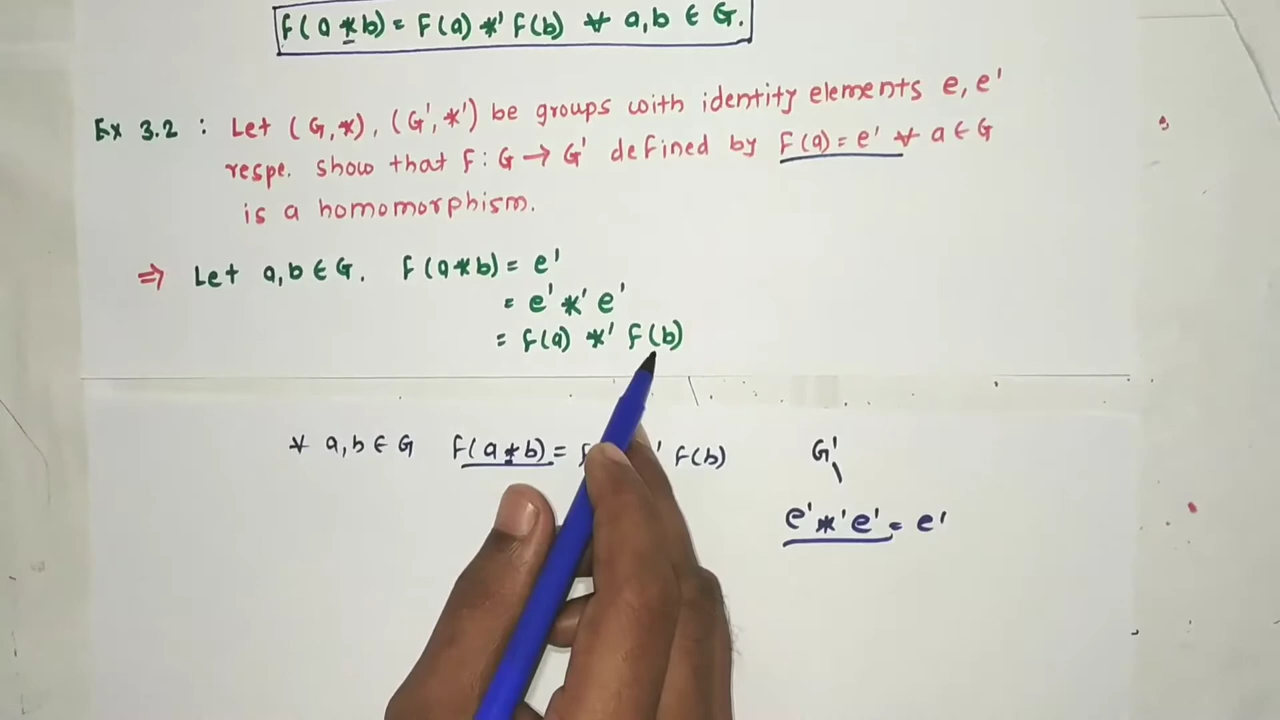 f(a * b) = f(a) *' f(b) ∀ a,b ∈ G.
Ex 3.2 : Let (G,*), (G',*') be groups with identity elements e, e'
respe. show that f : G → G' defined by f(a) = e' ∀ a ∈ G
is a homomorphism.
⇒ Let a,b ∈ G. f(a*b) = e'
= e' *' e'
= f(a) *' f(b)
∀ a,b ∈ G f(a*b) = f ' f(b) G'
e' *' e' = e'